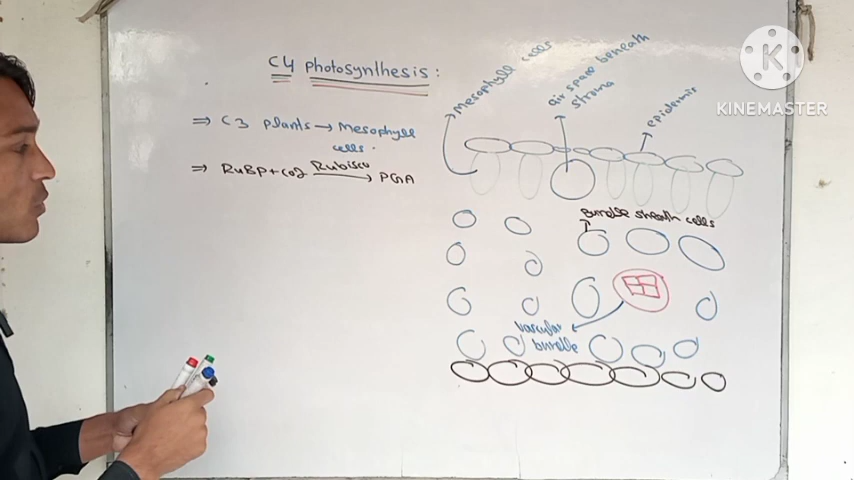 C4 Photosynthesis:
⇒ C3 plants → Mesophyll
cells.
⇒ RuBP+CO2 Rubisco → PGA
Mesophyll cells
air space beneath
stroma
epidermis
Bundle sheath cells
vascular
bundle
K
KINEMASTER